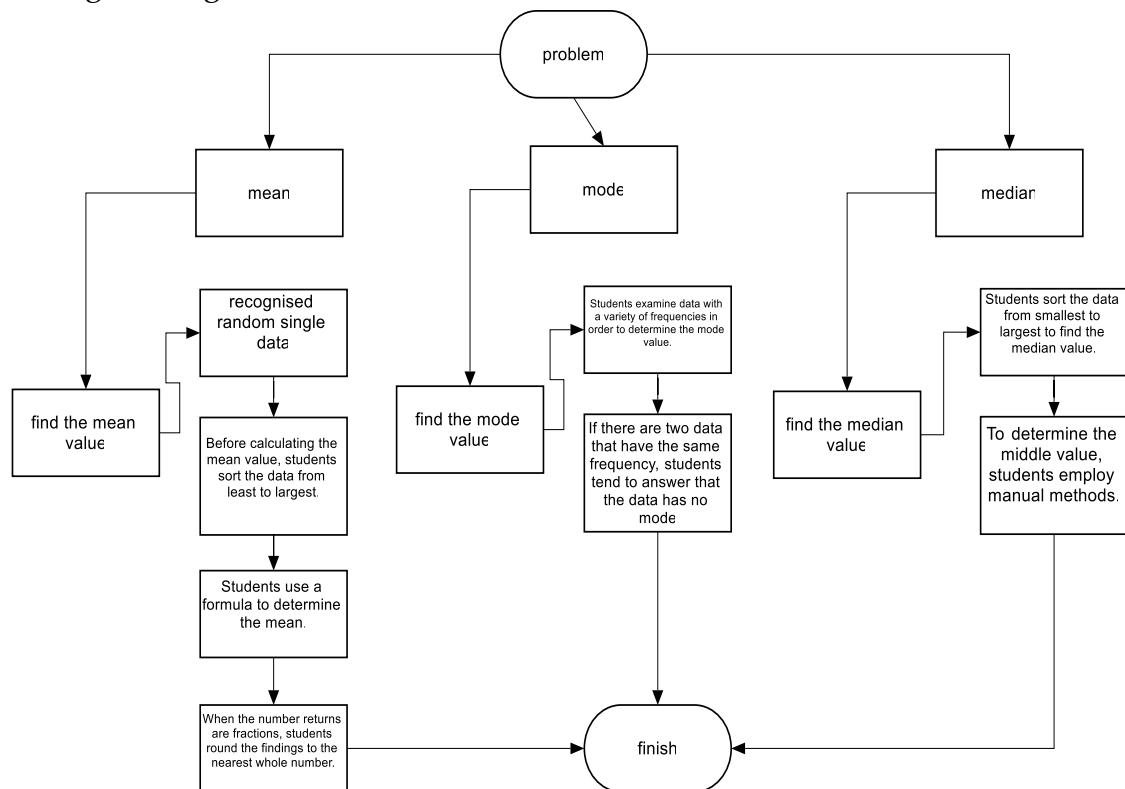 problem
mean
mode
median
recognised
random single
data
Students examine data with
a variety of frequencies in
order to determine the mode
value.
Students sort the data
from smallest to
largest to find the
median value.
find the mean
value
find the mode
value
find the median
value
Before calculating the
mean value, students
sort the data from
least to largest.
If there are two data
that have the same
frequency, students
tend to answer that
the data has no
mode
To determine the
middle value,
students employ
manual methods.
Students use a
formula to determine
the mean.
When the number returns
are fractions, students
round the findings to the
nearest whole number.
finish